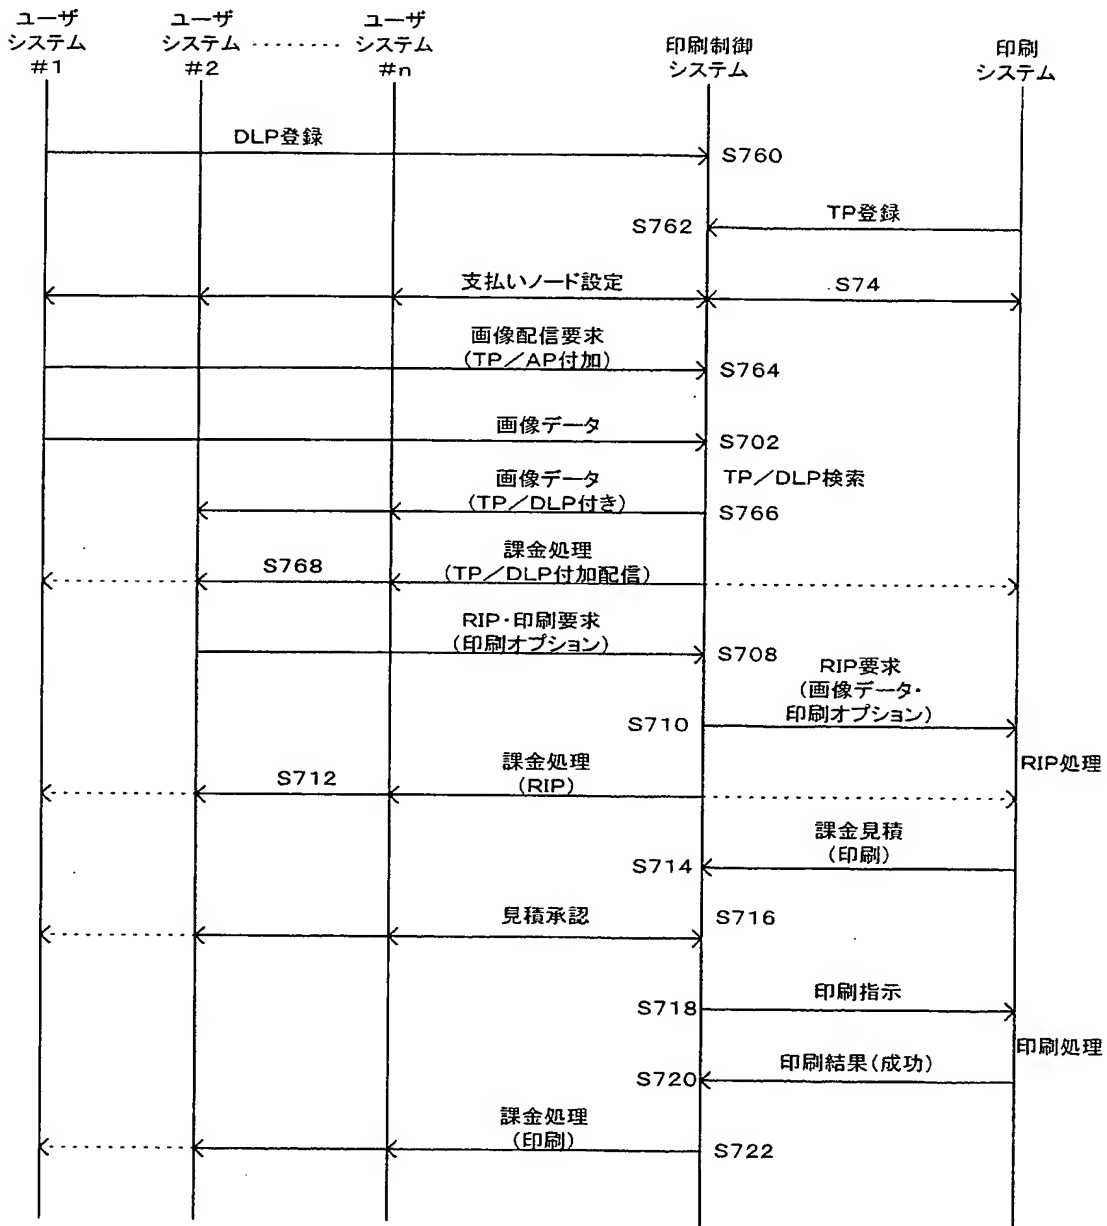 ユーザ
システム
#1
ユーザ
システム
#2
ユーザ
システム
#n
印刷制御
システム
印刷
システム
DLP登録
S760
S762
TP登録
支払いノード設定
S74
画像配信要求
(TP/AP付加)
S764
画像データ
S702
TP/DLP検索
画像データ
(TP/DLP付き)
S766
課金処理
(TP/DLP付加配信)
S768
RIP・印刷要求
(印刷オプション)
S708
RIP要求
(画像データ・
印刷オプション)
S710
RIP処理
課金処理
(RIP)
S712
課金見積
(印刷)
S714
見積承認
S716
印刷指示
S718
印刷処理
印刷結果(成功)
S720
課金処理
(印刷)
S722